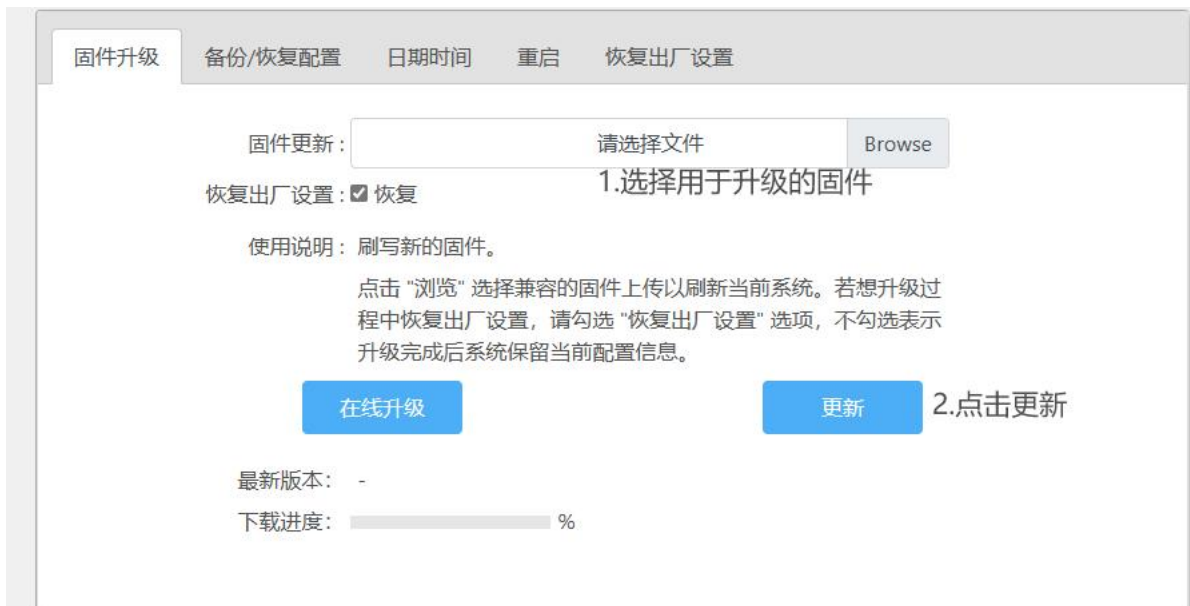 固件升级 备份/恢复配置 日期时间 重启 恢复出厂设置
固件更新 : 请选择文件 Browse
1.选择用于升级的固件
恢复出厂设置 : 恢复
使用说明 : 刷写新的固件。
点击 "浏览" 选择兼容的固件上传以刷新当前系统。若想升级过
程中恢复出厂设置，请勾选 "恢复出厂设置" 选项，不勾选表示
升级完成后系统保留当前配置信息。
在线升级 更新 2.点击更新
最新版本： -
下载进度： %